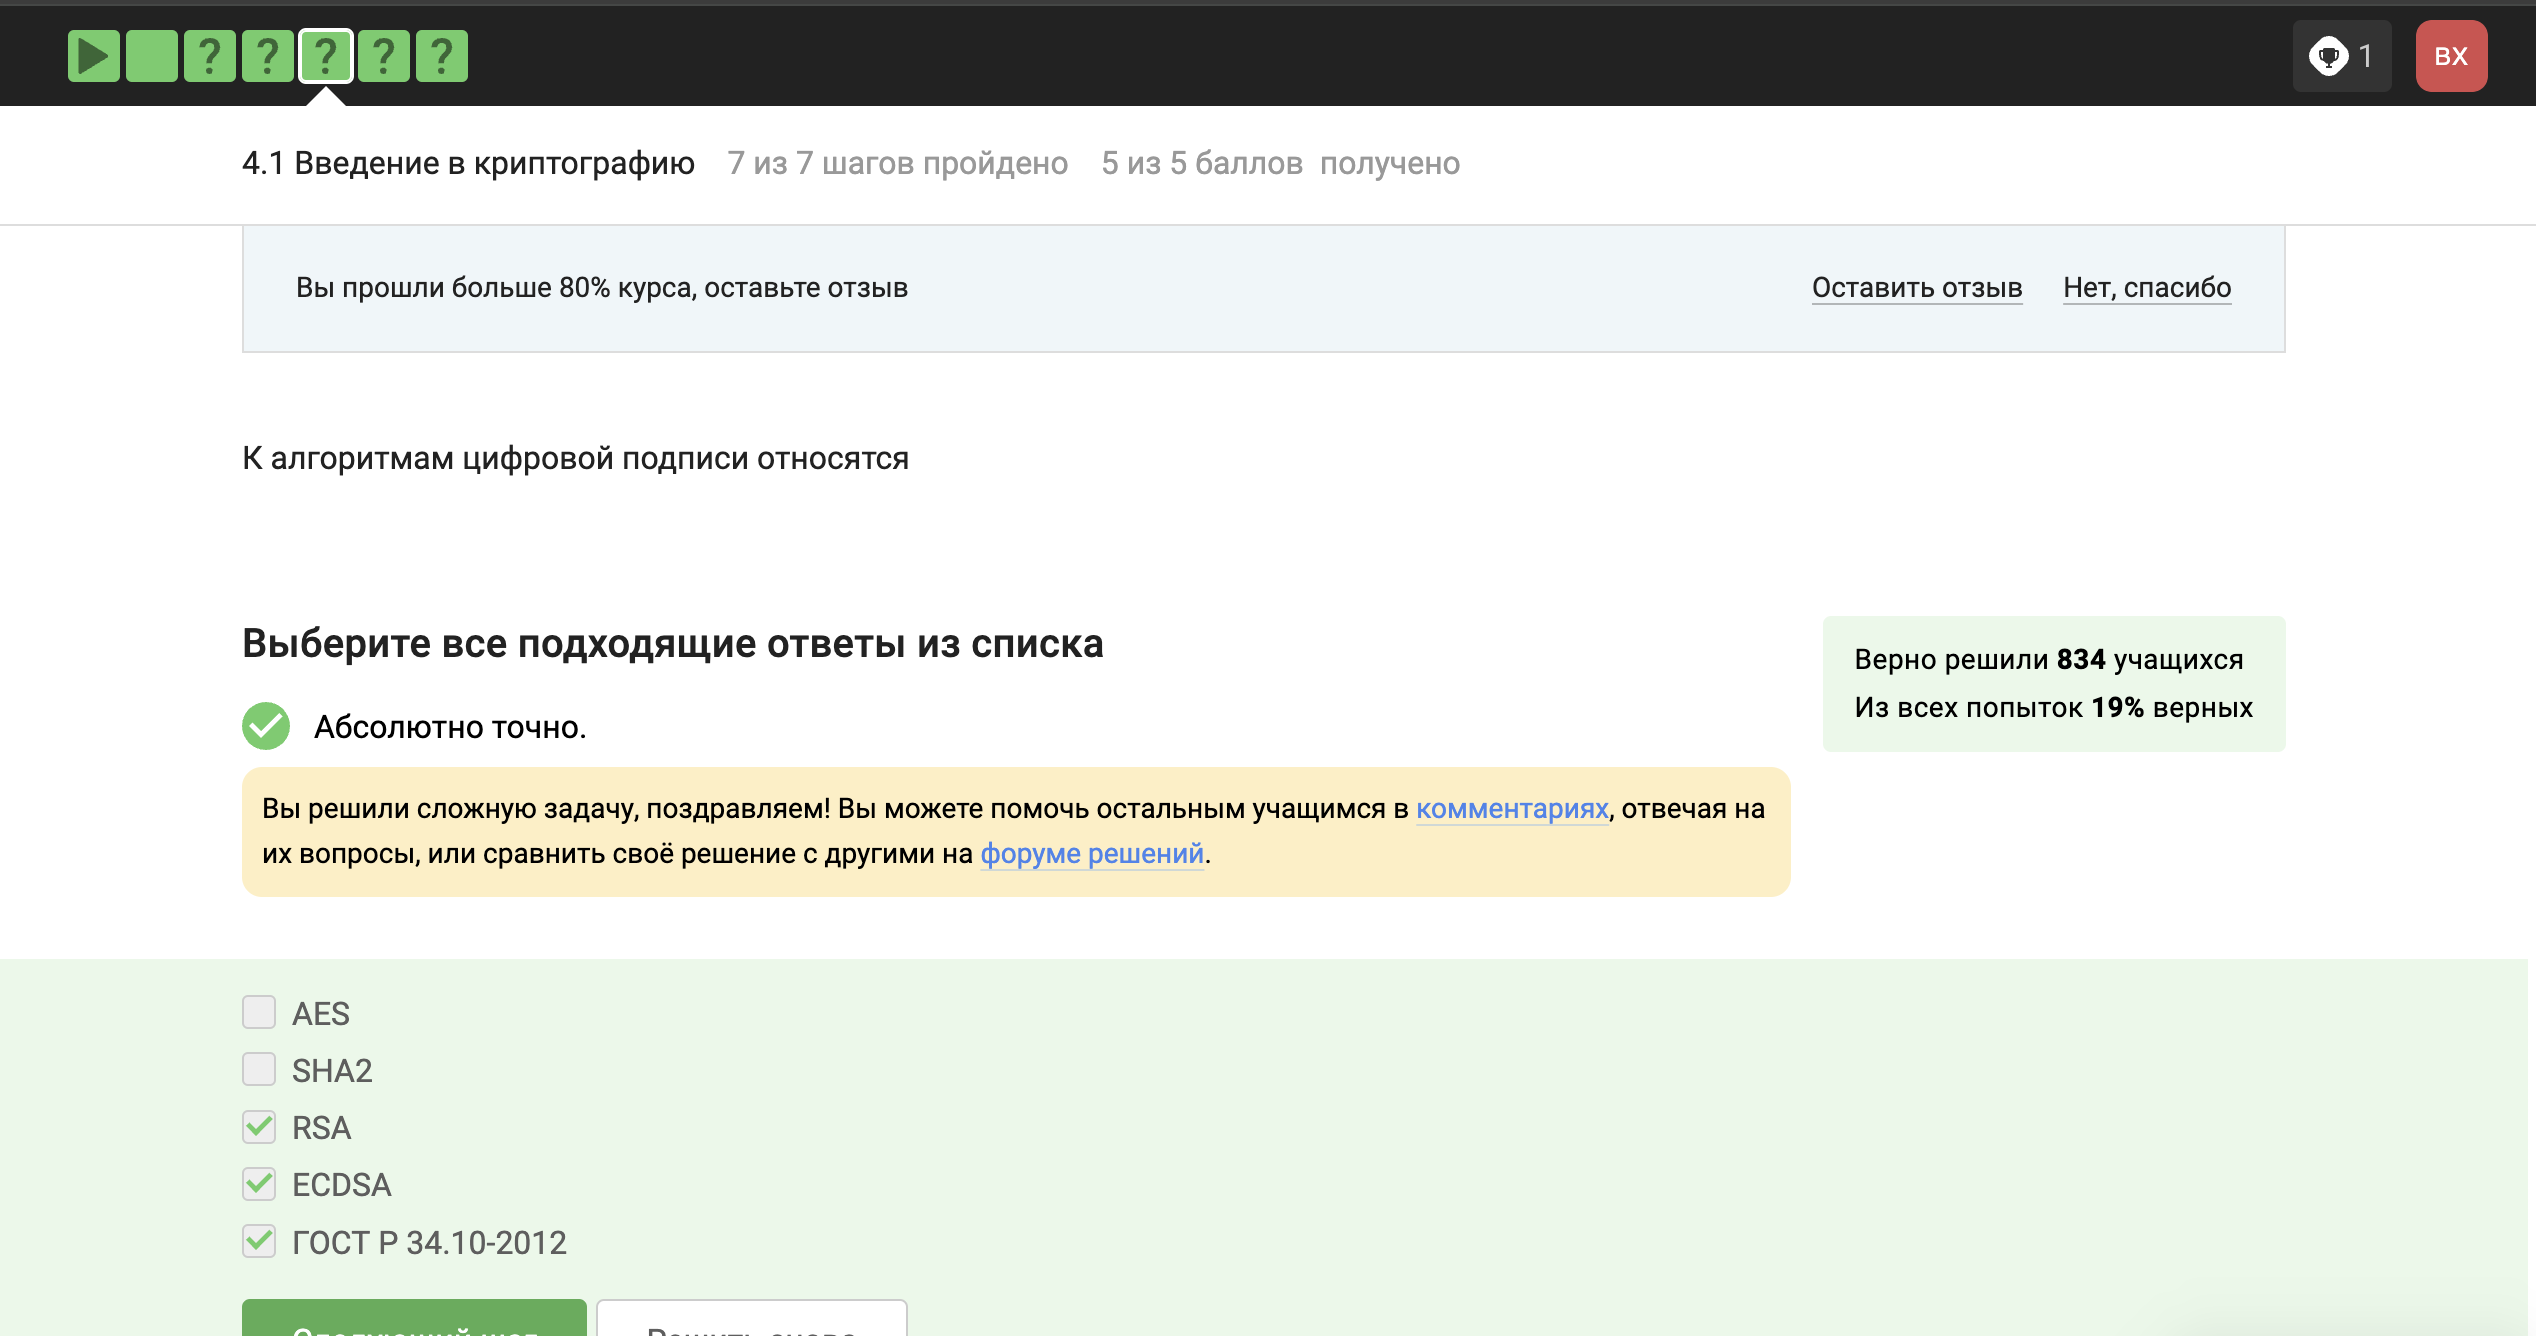 ? ? ? ? ?
1
ВХ
4.1 Введение в криптографию 7 из 7 шагов пройдено 5 из 5 баллов получено
Вы прошли больше 80% курса, оставьте отзыв Оставить отзыв Нет, спасибо
К алгоритмам цифровой подписи относятся
Выберите все подходящие ответы из списка
Верно решили 834 учащихся
Из всех попыток 19% верных
Абсолютно точно.
Вы решили сложную задачу, поздравляем! Вы можете помочь остальным учащимся в комментариях, отвечая на
их вопросы, или сравнить своё решение с другими на форуме решений.
AES
SHA2
RSA
ECDSA
ГОСТ Р 34.10-2012
Следующий шаг Решить снова